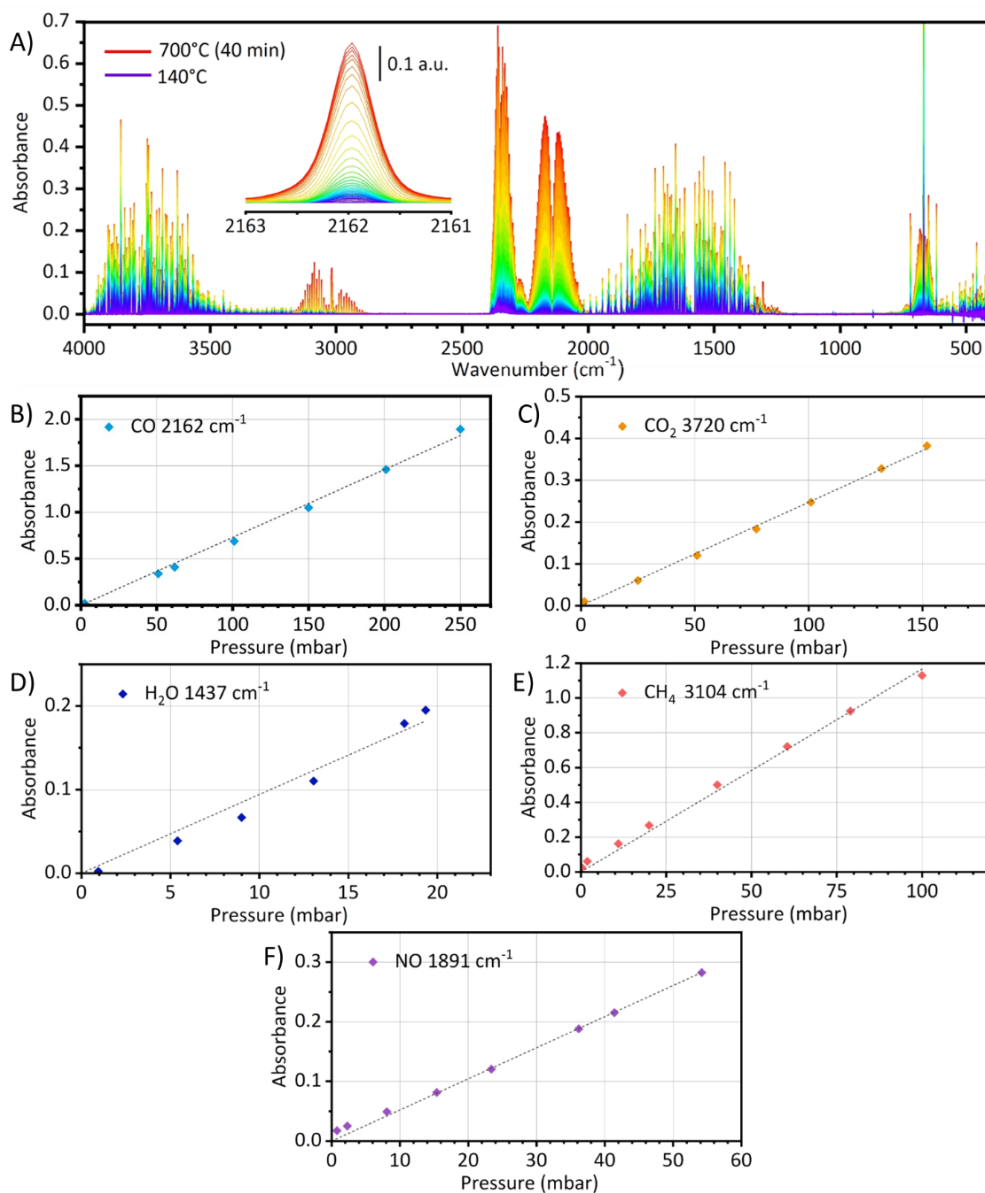 A)
0.7
0.6
0.5
0.4
0.3
0.2
0.1
0.0
Absorbance
700°C (40 min)
140°C
0.1 a.u.
2163 2162 2161
4000 3500 3000 2500 2000 1500 1000 500
Wavenumber (cm⁻¹)
B)
CO 2162 cm⁻¹
2.0
1.5
1.0
0.5
0.0
Absorbance
0 50 100 150 200 250
Pressure (mbar)
C)
CO₂ 3720 cm⁻¹
0.5
0.4
0.3
0.2
0.1
0.0
Absorbance
0 50 100 150
Pressure (mbar)
D)
H₂O 1437 cm⁻¹
0.2
0.1
0.0
Absorbance
0 5 10 15 20
Pressure (mbar)
E)
CH₄ 3104 cm⁻¹
1.2
1.0
0.8
0.6
0.4
0.2
0.0
Absorbance
0 25 50 75 100
Pressure (mbar)
F)
NO 1891 cm⁻¹
0.3
0.2
0.1
0.0
Absorbance
0 10 20 30 40 50 60
Pressure (mbar)